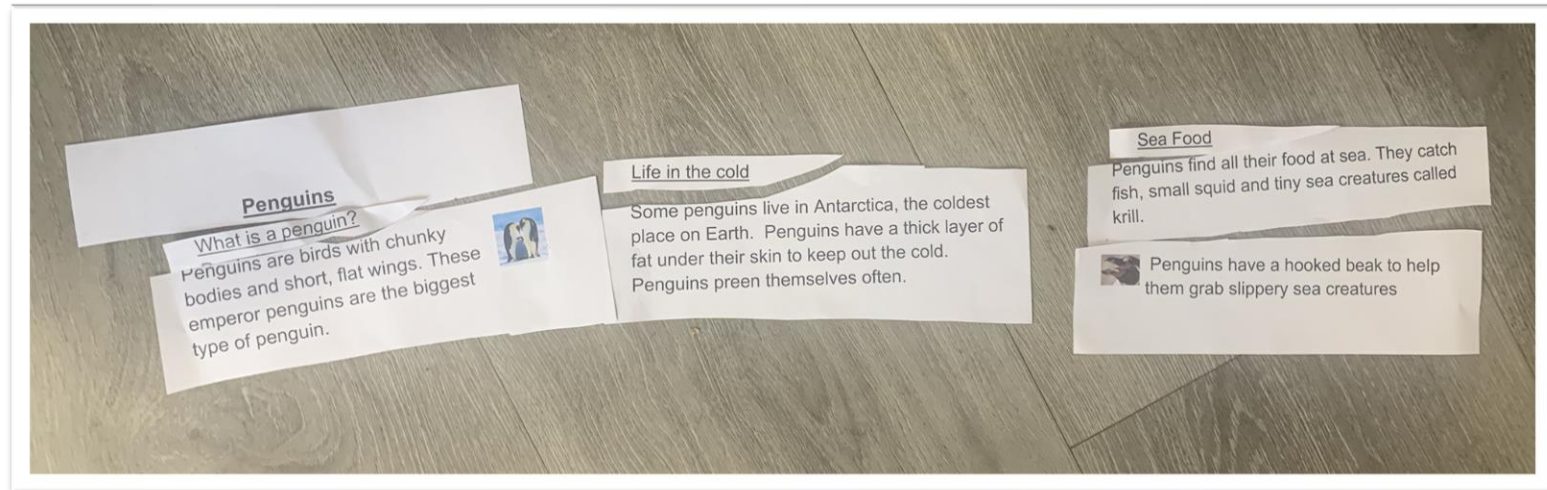 Penguins
What is a penguin?
Penguins are birds with chunky
bodies and short, flat wings. These
emperor penguins are the biggest
type of penguin.
Life in the cold
Some penguins live in Antarctica, the coldest
place on Earth. Penguins have a thick layer of
fat under their skin to keep out the cold.
Penguins preen themselves often.
Sea Food
Penguins find all their food at sea. They catch
fish, small squid and tiny sea creatures called
krill.
Penguins have a hooked beak to help
them grab slippery sea creatures